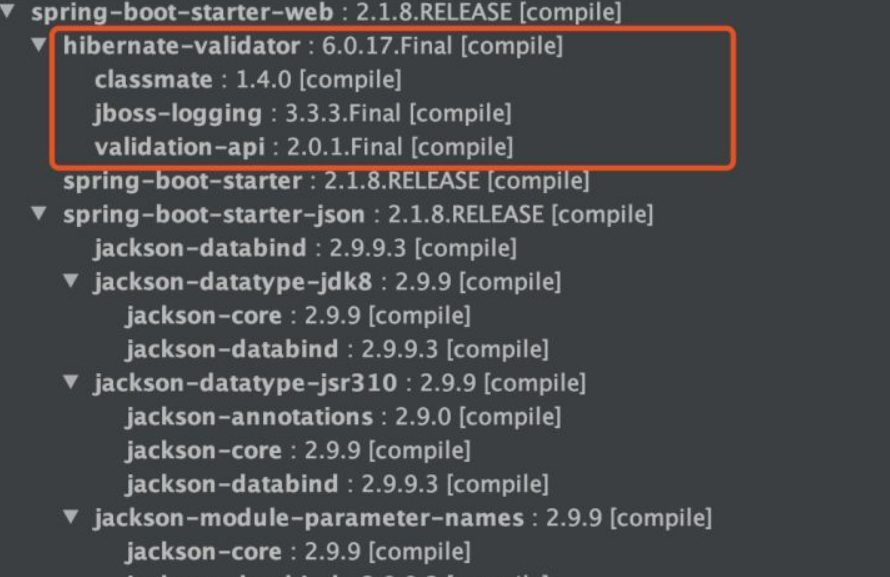 spring-boot-starter-web : 2.1.8.RELEASE [compile]
hibernate-validator : 6.0.17.Final [compile]
classmate : 1.4.0 [compile]
jboss-logging : 3.3.3.Final [compile]
validation-api : 2.0.1.Final [compile]
spring-boot-starter : 2.1.8.RELEASE [compile]
spring-boot-starter-json : 2.1.8.RELEASE [compile]
jackson-databind : 2.9.9.3 [compile]
jackson-datatype-jdk8 : 2.9.9 [compile]
jackson-core : 2.9.9 [compile]
jackson-databind : 2.9.9.3 [compile]
jackson-datatype-jsr310 : 2.9.9 [compile]
jackson-annotations : 2.9.0 [compile]
jackson-core : 2.9.9 [compile]
jackson-databind : 2.9.9.3 [compile]
jackson-module-parameter-names : 2.9.9 [compile]
jackson-core : 2.9.9 [compile]